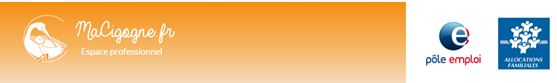 MaCigogne.fr
Espace professionnel
pôle emploi
ALLOCATIONS
FAMILIALES